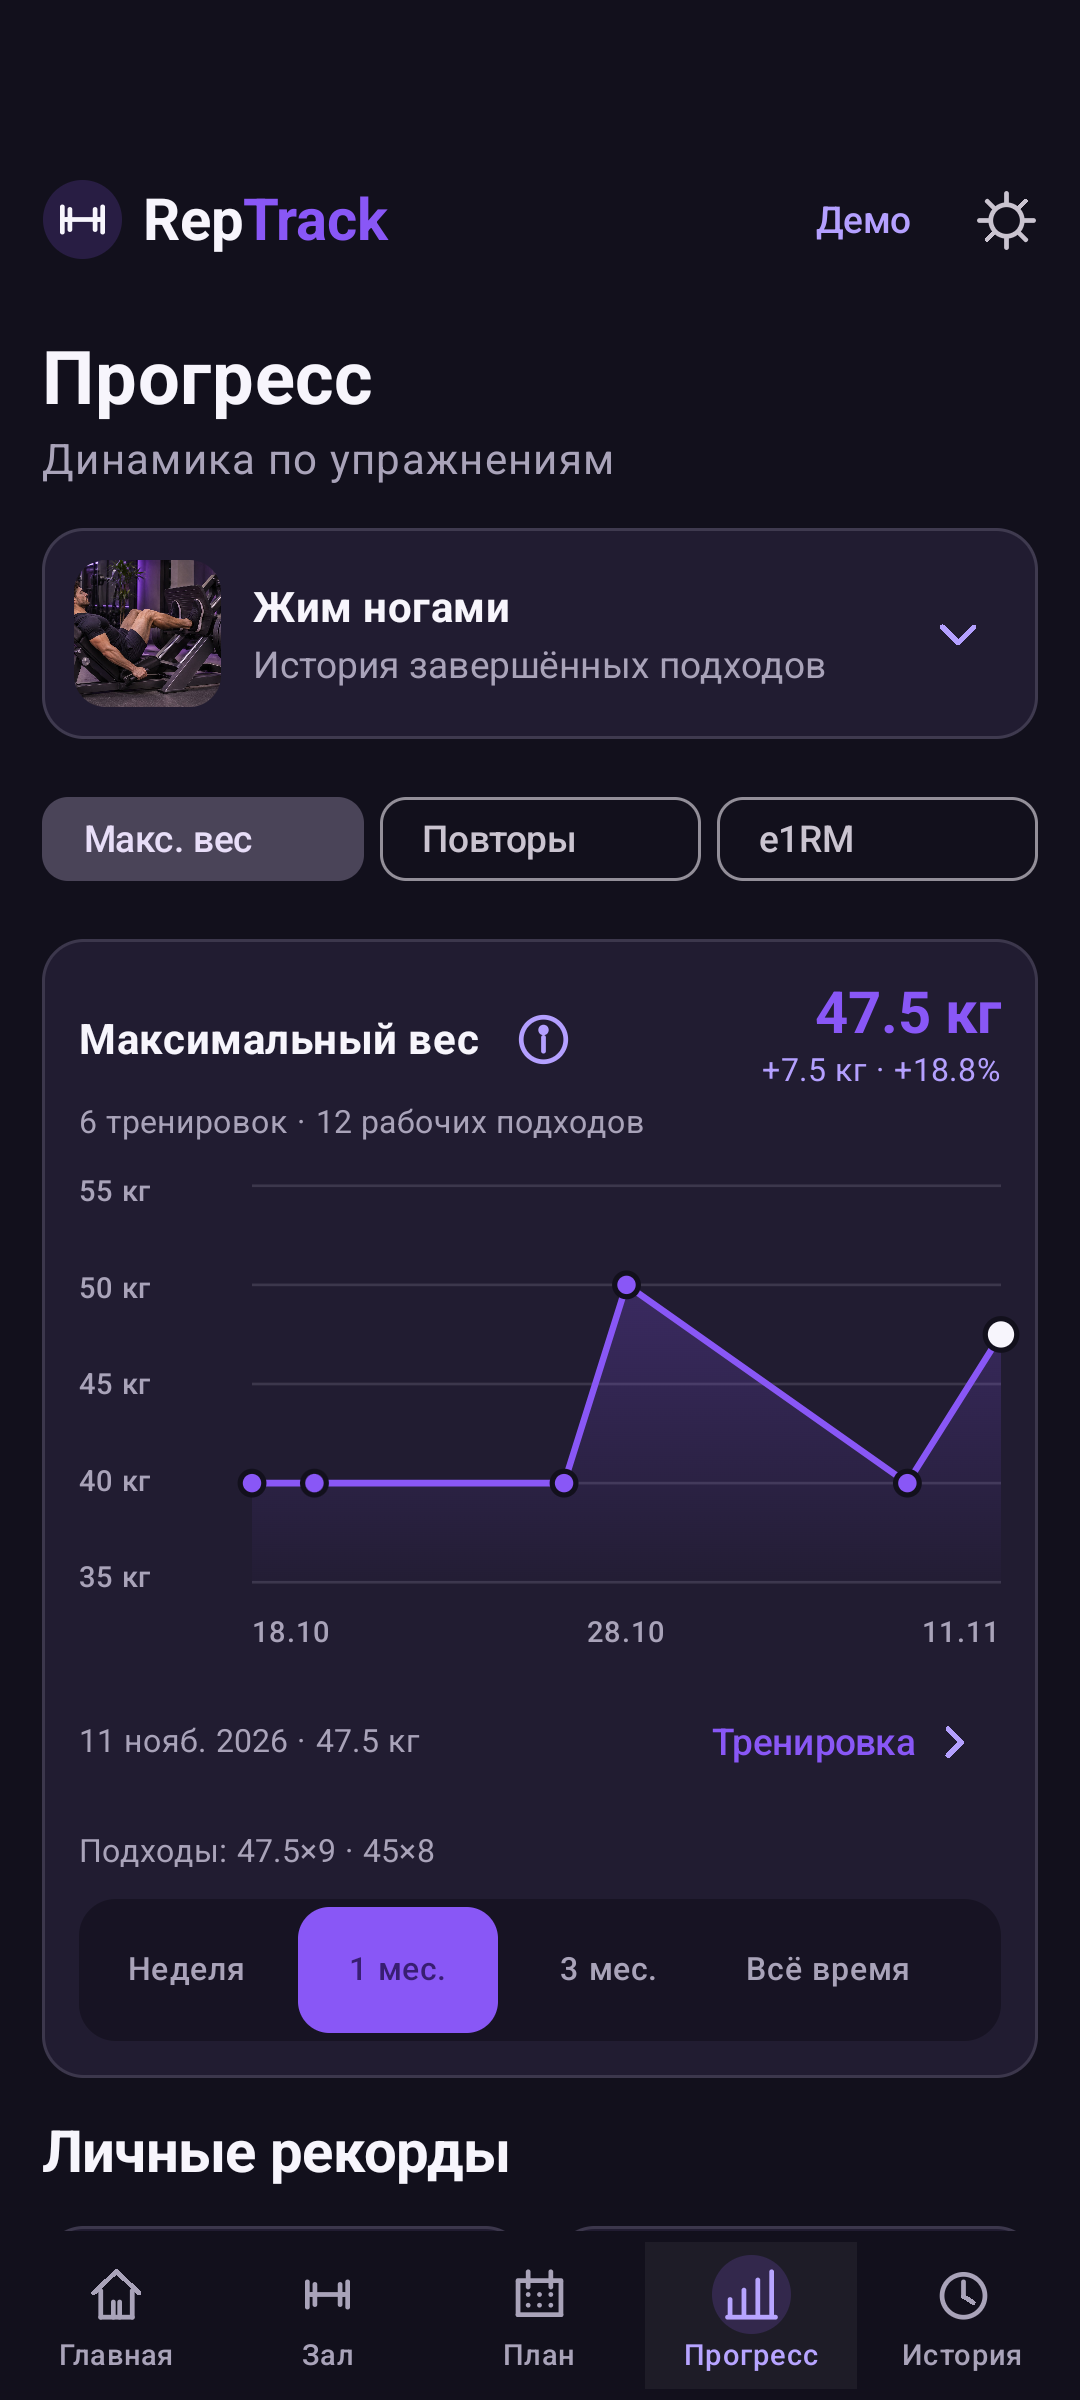 RepTrack
Демо
Прогресс
Динамика по упражнениям
Жим ногами
История завершённых подходов
Макс. вес
Повторы
e1RM
Максимальный вес
47.5 кг
+7.5 кг · +18.8%
6 тренировок · 12 рабочих подходов
55 кг
50 кг
45 кг
40 кг
35 кг
18.10
28.10
11.11
11 нояб. 2026 · 47.5 кг
Тренировка
Подходы: 47.5×9 · 45×8
Неделя
1 мес.
3 мес.
Всё время
Личные рекорды
Главная
Зал
План
Прогресс
История